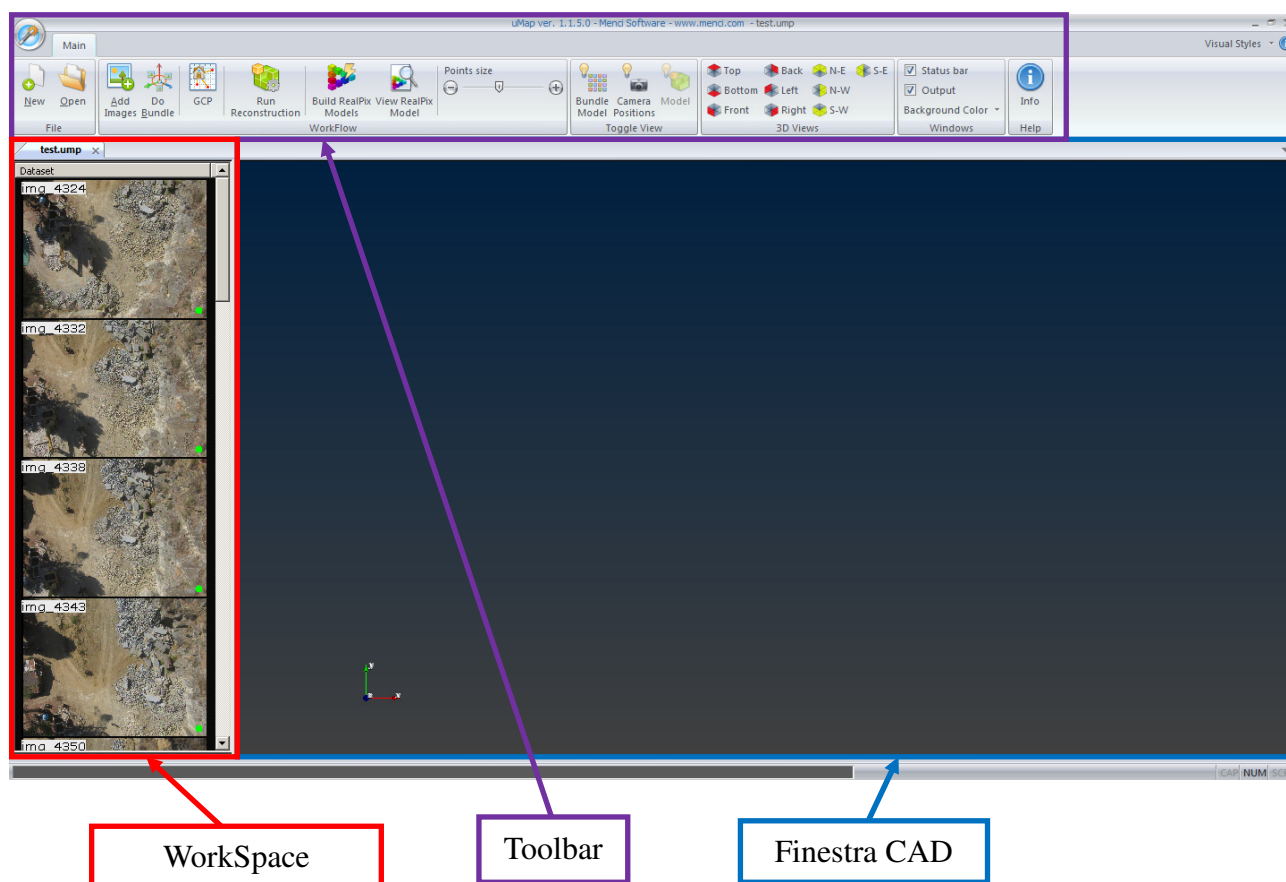 uMap ver. 1.1.5.0 - Menci Software - www.menci.com - test.ump
Main
Visual Styles
New
Open
File
Add Images
Do Bundle
GCP
Run Reconstruction
Build RealPix Models
View RealPix Model
Points size
WorkFlow
Bundle Model
Camera Positions
Model
Toggle View
Top
Back
N-E
S-E
Bottom
Left
N-W
Front
Right
S-W
3D Views
Status bar
Output
Background Color
Windows
Info
Help
test.ump
Dataset
img_4324
img_4332
img_4338
img_4343
img_4350
y
z
x
CAP NUM SCR
WorkSpace
Toolbar
Finestra CAD